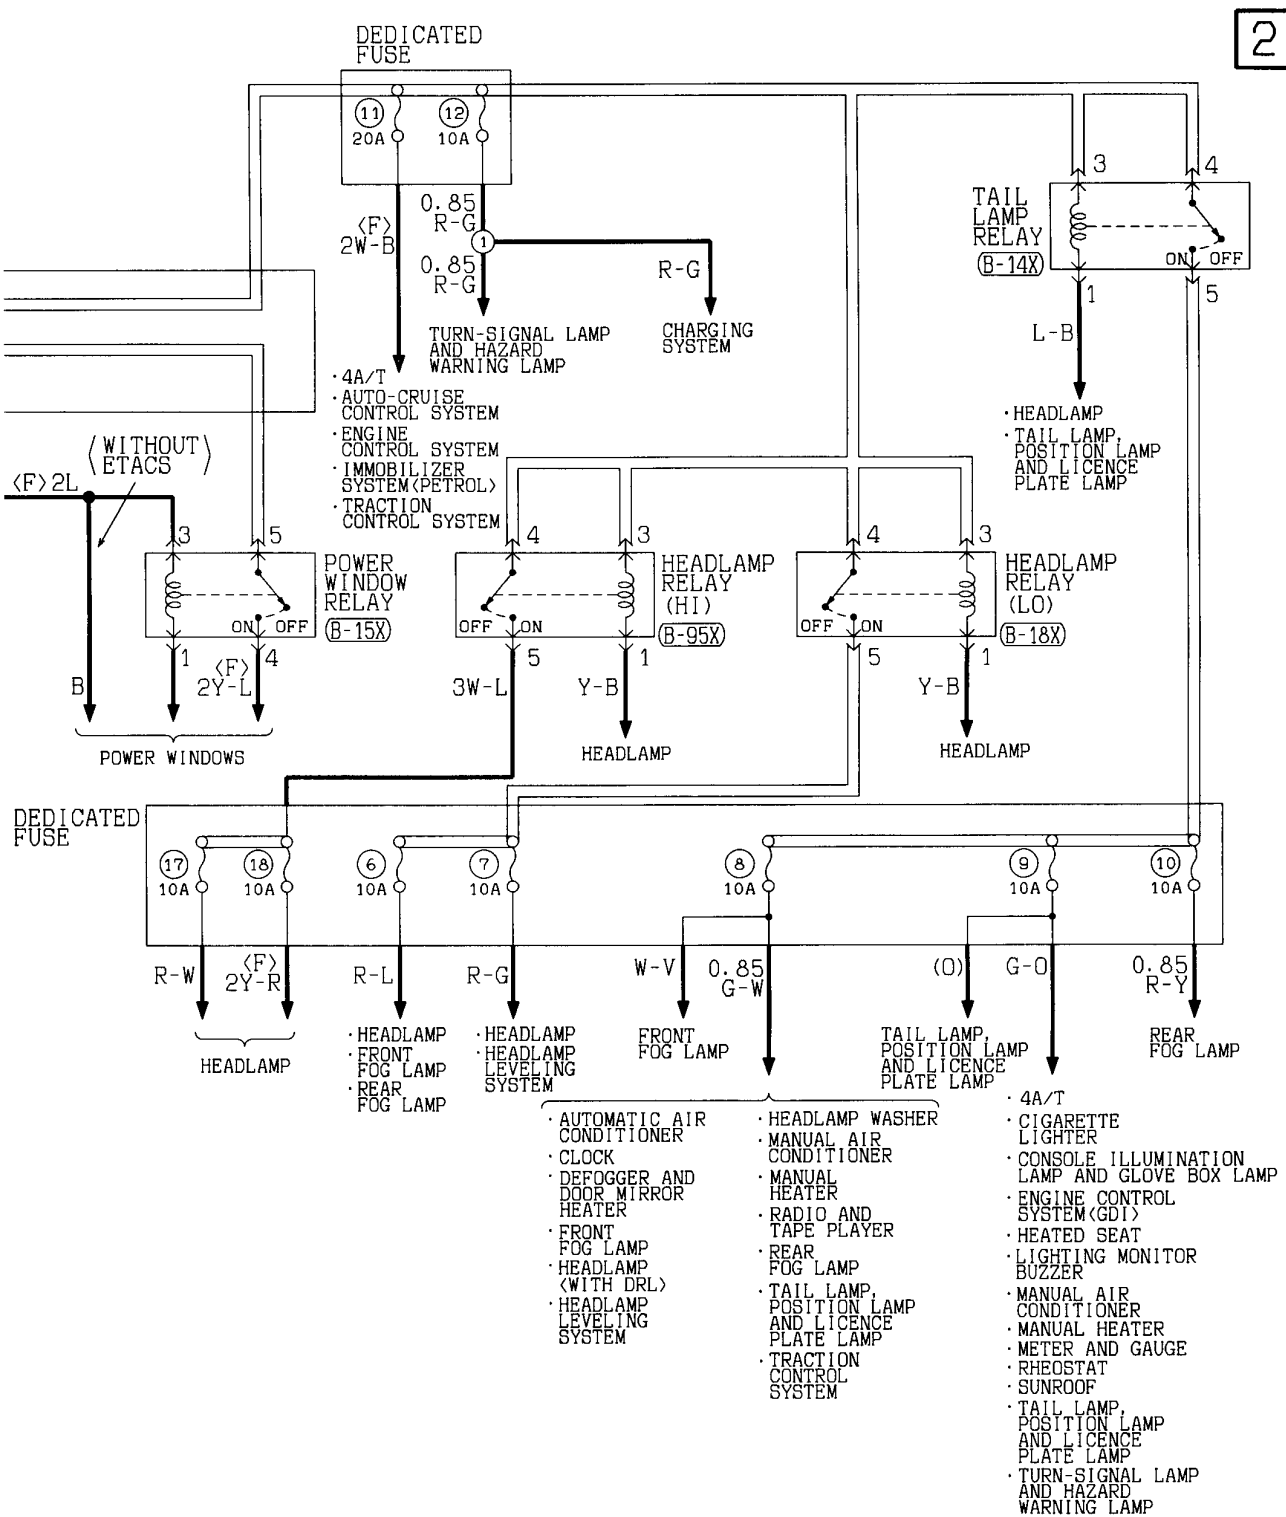 2
DEDICATED
FUSE
11
20A
12
10A
<F>
2W-B
0.85
R-G
1
0.85
R-G
R-G
TURN-SIGNAL LAMP
AND HAZARD
WARNING LAMP
CHARGING
SYSTEM
· 4A/T
· AUTO-CRUISE
CONTROL SYSTEM
· ENGINE
CONTROL SYSTEM
· IMMOBILIZER
SYSTEM<PETROL>
· TRACTION
CONTROL SYSTEM
3
4
TAIL
LAMP
RELAY
B-14X
ON
OFF
1
5
L-B
· HEADLAMP
· TAIL LAMP,
POSITION LAMP
AND LICENCE
PLATE LAMP
<WITHOUT
ETACS>
<F>2L
3
5
POWER
WINDOW
RELAY
B-15X
ON
OFF
1
4
B
<F>
2Y-L
POWER WINDOWS
4
3
HEADLAMP
RELAY
(HI)
B-95X
OFF
ON
5
1
3W-L
Y-B
HEADLAMP
4
3
HEADLAMP
RELAY
(LO)
B-18X
OFF
ON
5
1
Y-B
HEADLAMP
DEDICATED
FUSE
17
10A
18
10A
6
10A
7
10A
8
10A
9
10A
10
10A
R-W
<F>
2Y-R
R-L
R-G
W-V
0.85
G-W
(O)
G-O
0.85
R-Y
HEADLAMP
· HEADLAMP
· FRONT
FOG LAMP
· REAR
FOG LAMP
· HEADLAMP
· HEADLAMP
LEVELING
SYSTEM
FRONT
FOG LAMP
TAIL LAMP,
POSITION LAMP
AND LICENCE
PLATE LAMP
REAR
FOG LAMP
· AUTOMATIC AIR
CONDITIONER
· CLOCK
· DEFOGGER AND
DOOR MIRROR
HEATER
· FRONT
FOG LAMP
· HEADLAMP
<WITH DRL>
· HEADLAMP
LEVELING
SYSTEM
· HEADLAMP WASHER
· MANUAL AIR
CONDITIONER
· MANUAL
HEATER
· RADIO AND
TAPE PLAYER
· REAR
FOG LAMP
· TAIL LAMP,
POSITION LAMP
AND LICENCE
PLATE LAMP
· TRACTION
CONTROL
SYSTEM
· 4A/T
· CIGARETTE
LIGHTER
· CONSOLE ILLUMINATION
LAMP AND GLOVE BOX LAMP
· ENGINE CONTROL
SYSTEM<GDI>
· HEATED SEAT
· LIGHTING MONITOR
BUZZER
· MANUAL AIR
CONDITIONER
· MANUAL HEATER
· METER AND GAUGE
· RHEOSTAT
· SUNROOF
· TAIL LAMP,
POSITION LAMP
AND LICENCE
PLATE LAMP
· TURN-SIGNAL LAMP
AND HAZARD
WARNING LAMP